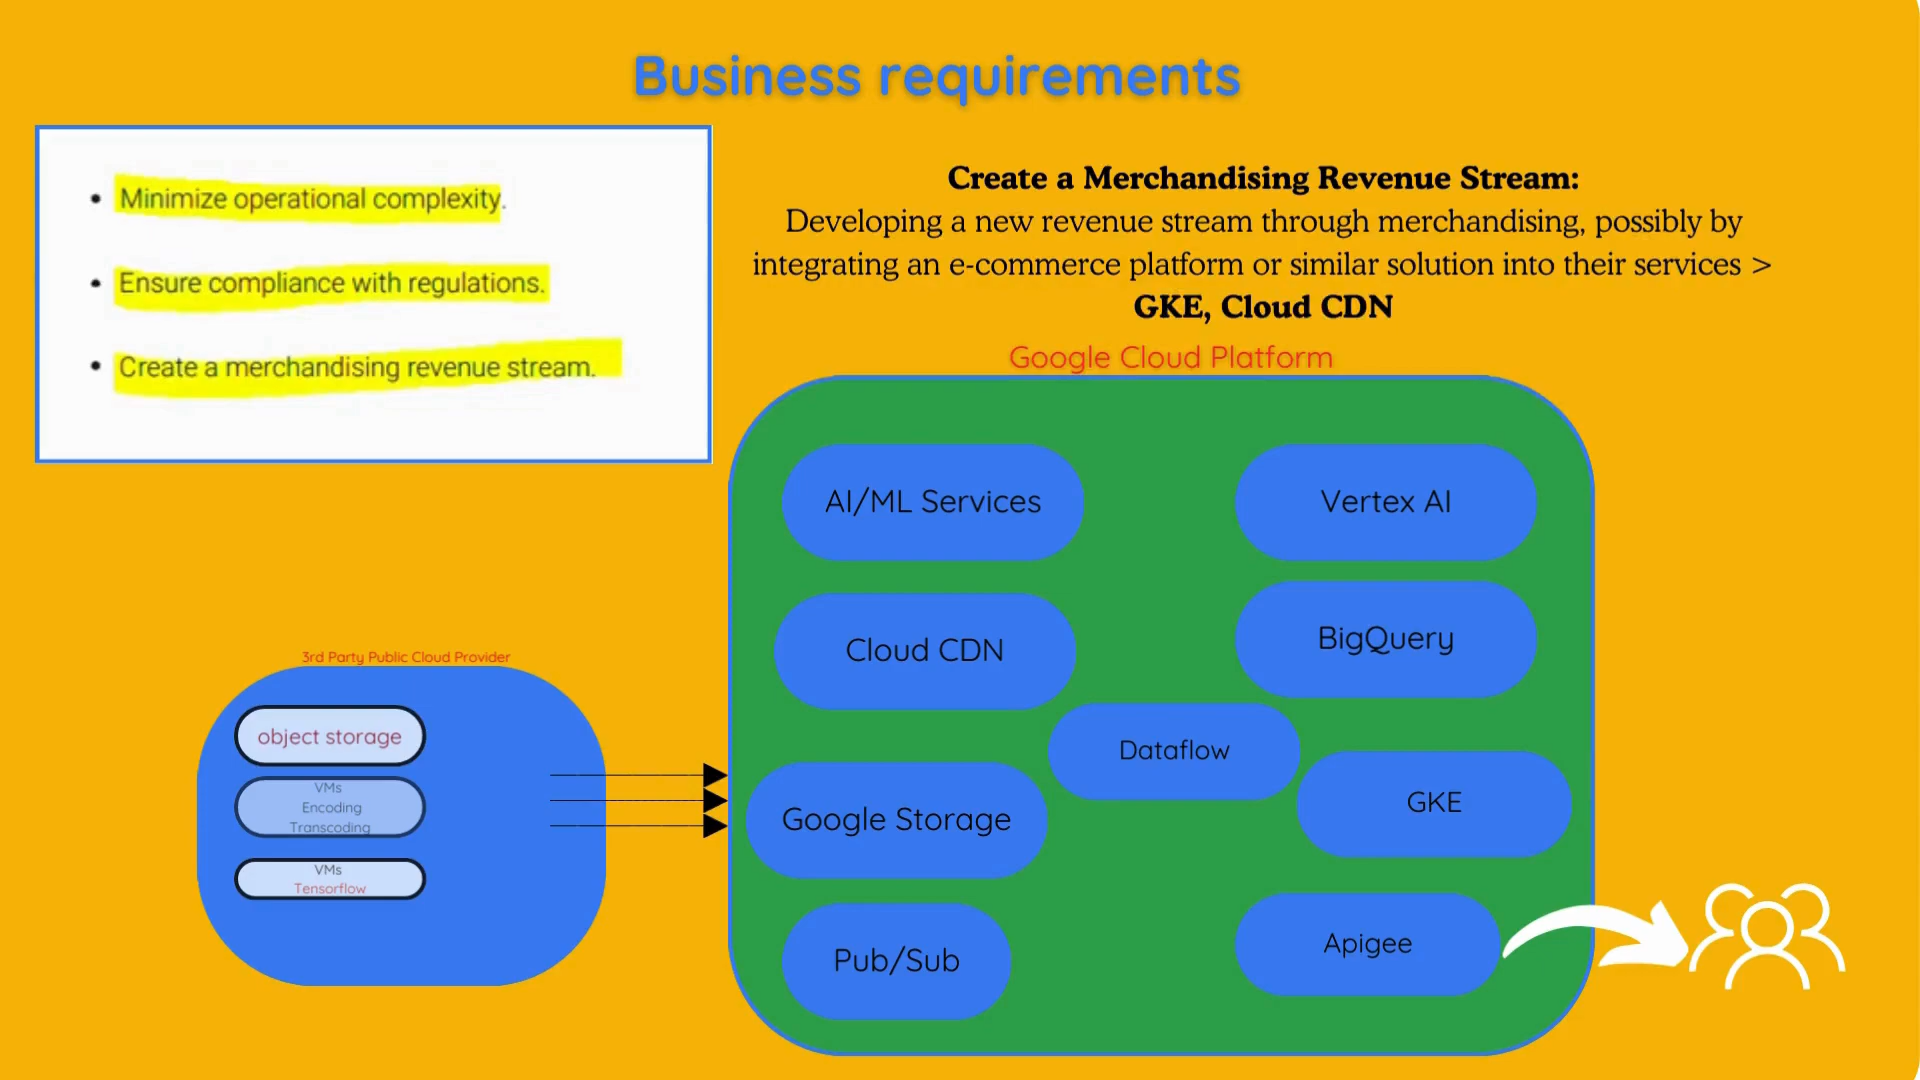 Business requirements
• Minimize operational complexity.
• Ensure compliance with regulations.
• Create a merchandising revenue stream.
Create a Merchandising Revenue Stream:
Developing a new revenue stream through merchandising, possibly by
integrating an e-commerce platform or similar solution into their services >
GKE, Cloud CDN
Google Cloud Platform
AI/ML Services
Vertex AI
Cloud CDN
BigQuery
Dataflow
Google Storage
GKE
Pub/Sub
Apigee
3rd Party Public Cloud Provider
object storage
VMs
Encoding
Transcoding
VMs
Tensorflow